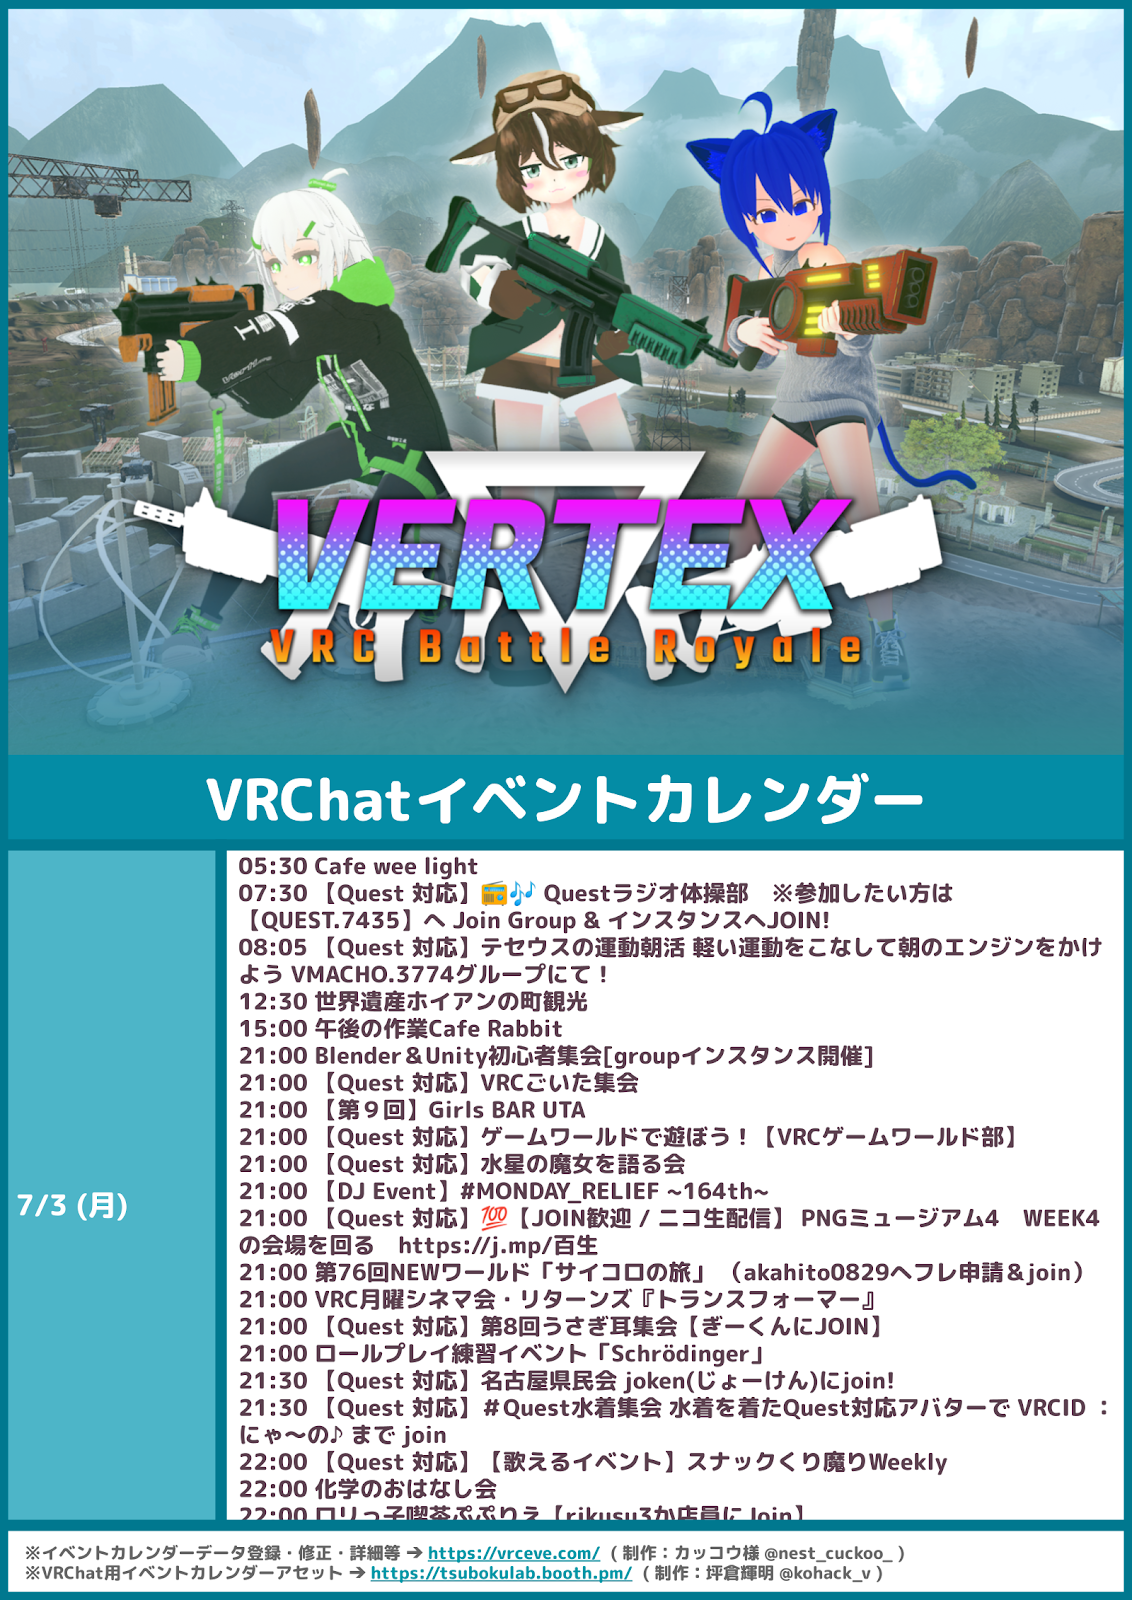 VERTEX
VRC Battle Royale
VRChatイベントカレンダー
7/3 (月)
05:30 Cafe wee light
07:30 【Quest 対応】📻🎶 Questラジオ体操部　※参加したい方は
【QUEST.7435】へ Join Group & インスタンスへJOIN!
08:05 【Quest 対応】テセウスの運動朝活 軽い運動をこなして朝のエンジンをかけ
よう VMACHO.3774グループにて！
12:30 世界遺産ホイアンの町観光
15:00 午後の作業Cafe Rabbit
21:00 Blender＆Unity初心者集会[groupインスタンス開催]
21:00 【Quest 対応】VRCごいた集会
21:00 【第９回】Girls BAR UTA
21:00 【Quest 対応】ゲームワールドで遊ぼう！【VRCゲームワールド部】
21:00 【Quest 対応】水星の魔女を語る会
21:00 【DJ Event】#MONDAY_RELIEF ~164th~
21:00 【Quest 対応】💯【JOIN歓迎 / ニコ生配信】 PNGミュージアム4　WEEK4
の会場を回る　https://j.mp/百生
21:00 第76回NEWワールド「サイコロの旅」 （akahito0829へフレ申請＆join）
21:00 VRC月曜シネマ会・リターンズ『トランスフォーマー』
21:00 【Quest 対応】第8回うさぎ耳集会【ぎーくんにJOIN】
21:00 ロールプレイ練習イベント「Schrödinger」
21:30 【Quest 対応】名古屋県民会 joken(じょーけん)にjoin!
21:30 【Quest 対応】＃Quest水着集会 水着を着たQuest対応アバターで VRCID ：
にゃ～の♪ まで join
22:00 【Quest 対応】【歌えるイベント】スナックくり魔りWeekly
22:00 化学のおはなし会
22:00 ロリっ子喫茶ぷぷりえ【rikusu3か店員に Join】
※イベントカレンダーデータ登録・修正・詳細等 → https://vrceve.com/ ( 制作：カッコウ様 @nest_cuckoo_ )
※VRChat用イベントカレンダーアセット → https://tsubokulab.booth.pm/ ( 制作：坪倉輝明 @kohack_v )